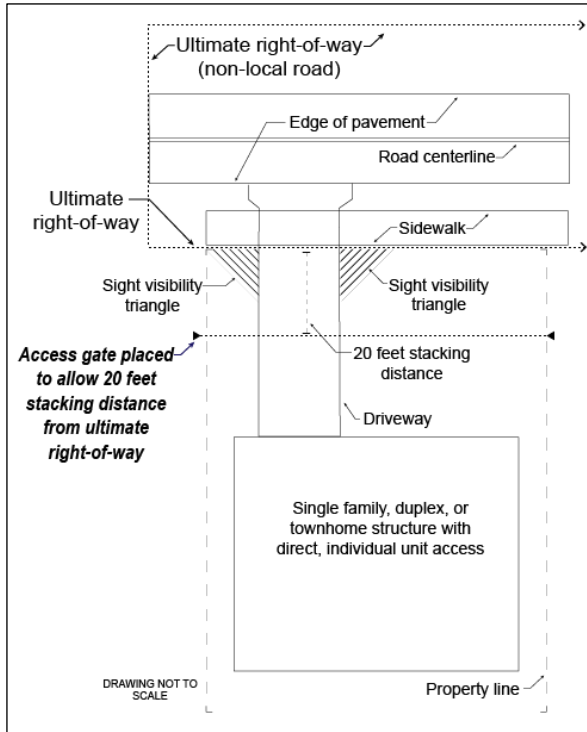 Ultimate right-of-way
(non-local road)
Edge of pavement
Road centerline
Ultimate
right-of-way
Sidewalk
Sight visibility
triangle
Sight visibility
triangle
Access gate placed
to allow 20 feet
stacking distance
from ultimate
right-of-way
20 feet stacking
distance
Driveway
Single family, duplex, or
townhome structure with
direct, individual unit access
DRAWING NOT TO
SCALE
Property line